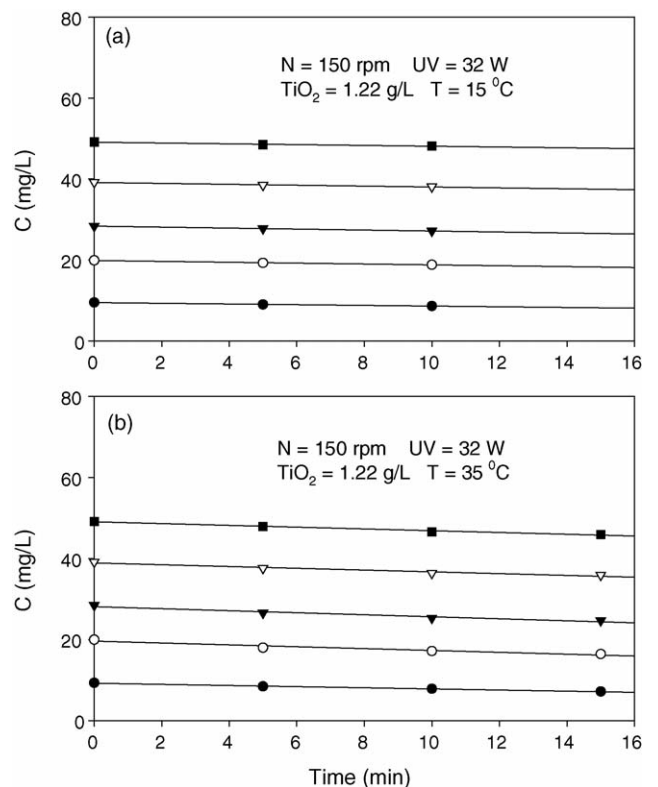 (a)
N = 150 rpm UV = 32 W
TiO₂ = 1.22 g/L T = 15 ⁰C
C (mg/L)
80
60
40
20
0
0 2 4 6 8 10 12 14 16
(b)
N = 150 rpm UV = 32 W
TiO₂ = 1.22 g/L T = 35 ⁰C
C (mg/L)
80
60
40
20
0
0 2 4 6 8 10 12 14 16
Time (min)